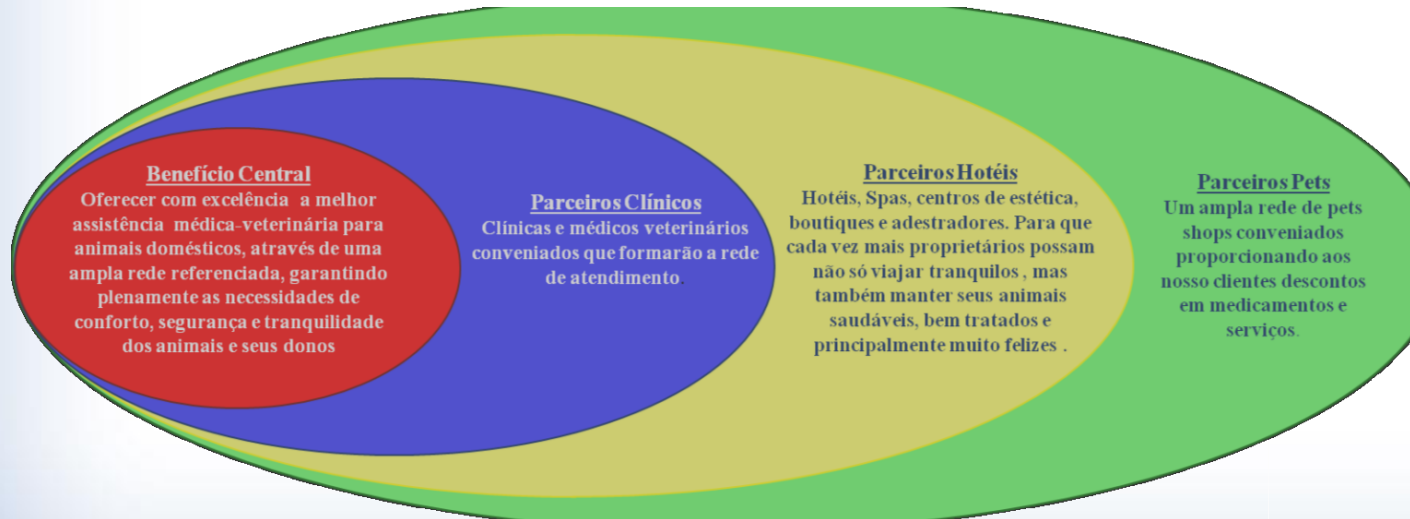 Benefício Central
Oferecer com excelência a melhor
assistência médica-veterinária para
animais domésticos, através de uma
ampla rede referenciada, garantindo
plenamente as necessidades de
conforto, segurança e tranquilidade
dos animais e seus donos
Parceiros Clínicos
Clínicas e médicos veterinários
conveniados que formarão a rede
de atendimento.
Parceiros Hotéis
Hotéis, Spas, centros de estética,
boutiques e adestradores. Para que
cada vez mais proprietários possam
não só viajar tranquilos , mas
também manter seus animais
saudáveis, bem tratados e
principalmente muito felizes .
Parceiros Pets
Um ampla rede de pets
shops conveniados
proporcionando aos
nosso clientes descontos
em medicamentos e
serviços.